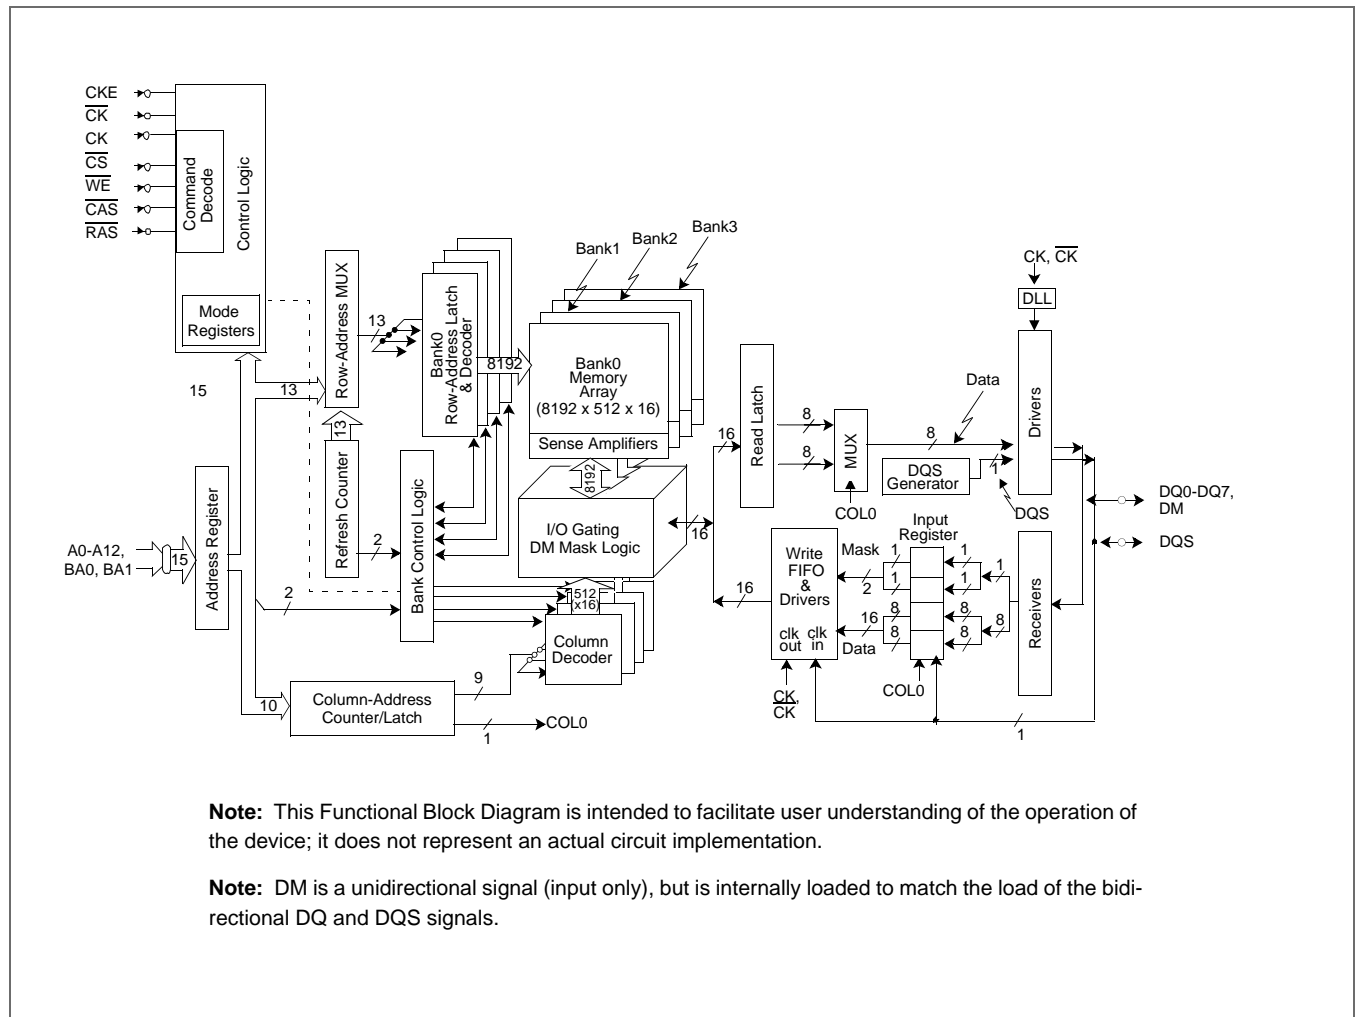 CKE
CK
CK
CS
WE
CAS
RAS
Command
Decode
Control Logic
Mode
Registers
15
13
Row-Address MUX
13
Refresh Counter
13
Bank0
Row-Address Latch
& Decoder
8192
Bank1
Bank2
Bank3
Bank0
Memory
Array
(8192 x 512 x 16)
Sense Amplifiers
8192
I/O Gating
DM Mask Logic
16
A0-A12,
BA0, BA1
15
Address Register
2
2
Bank Control Logic
512
(x16)
Column
Decoder
9
10
Column-Address
Counter/Latch
1
COL0
16
Read Latch
8
8
MUX
COL0
8
Data
DQS
Generator
1
DQS
CK, CK
DLL
Drivers
DQ0-DQ7,
DM
DQS
16
Write
FIFO
&
Drivers
clk
out
clk
in
CK,
CK
Mask
2
16
Data
Input
Register
1
1
8
8
COL0
1
1
8
8
1
8
Receivers
1
Note: This Functional Block Diagram is intended to facilitate user understanding of the operation of
the device; it does not represent an actual circuit implementation.
Note: DM is a unidirectional signal (input only), but is internally loaded to match the load of the bidi-
rectional DQ and DQS signals.